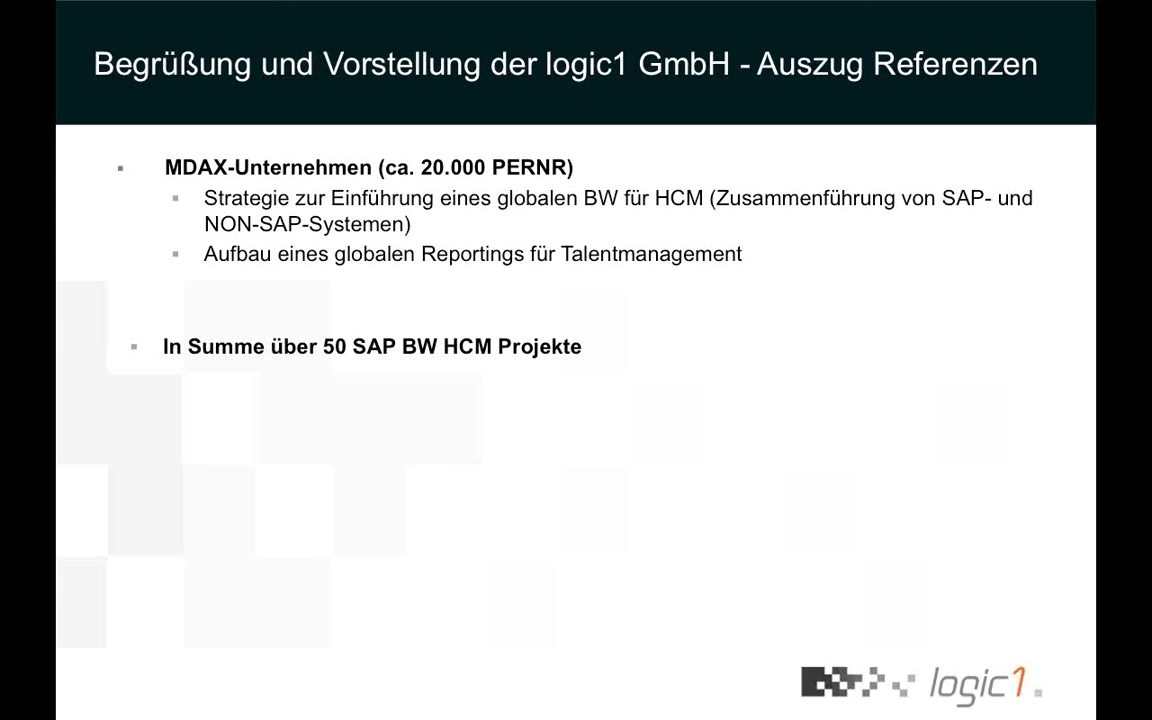 Begrüßung und Vorstellung der logic1 GmbH - Auszug Referenzen
MDAX-Unternehmen (ca. 20.000 PERNR)
Strategie zur Einführung eines globalen BW für HCM (Zusammenführung von SAP- und
NON-SAP-Systemen)
Aufbau eines globalen Reportings für Talentmanagement
In Summe über 50 SAP BW HCM Projekte
logic1